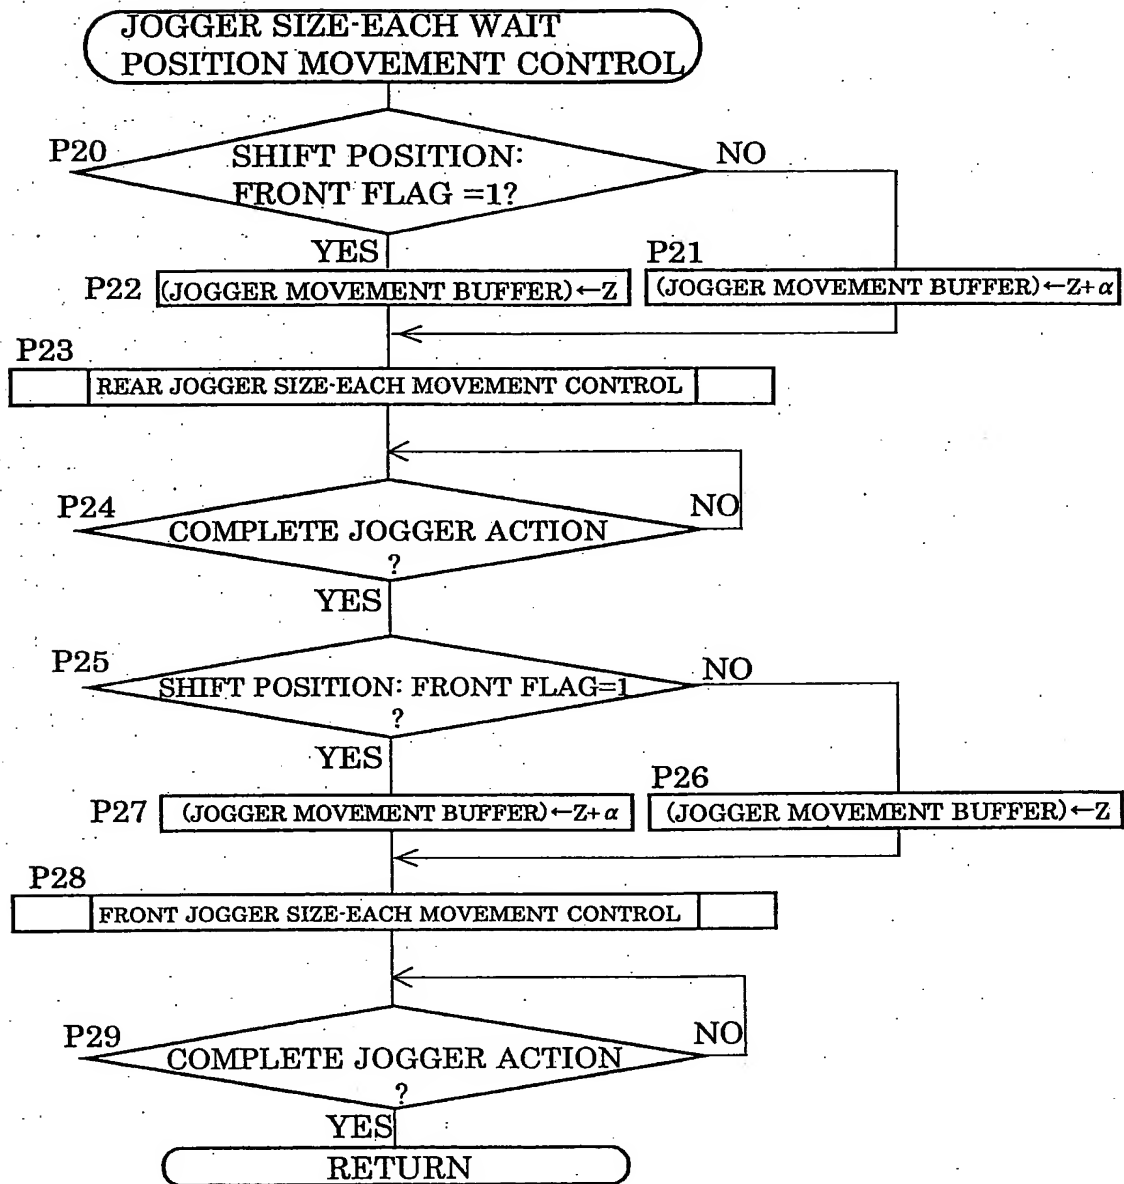 JOGGER SIZE-EACH WAIT
POSITION MOVEMENT CONTROL
P20
SHIFT POSITION:
FRONT FLAG =1?
NO
YES
P21
P22
(JOGGER MOVEMENT BUFFER)←Z
(JOGGER MOVEMENT BUFFER)←Z+α
P23
REAR JOGGER SIZE-EACH MOVEMENT CONTROL
P24
NO
COMPLETE JOGGER ACTION
?
YES
P25
NO
SHIFT POSITION: FRONT FLAG=1
?
YES
P26
P27
(JOGGER MOVEMENT BUFFER)←Z+α
(JOGGER MOVEMENT BUFFER)←Z
P28
FRONT JOGGER SIZE-EACH MOVEMENT CONTROL
P29
NO
COMPLETE JOGGER ACTION
?
YES
RETURN